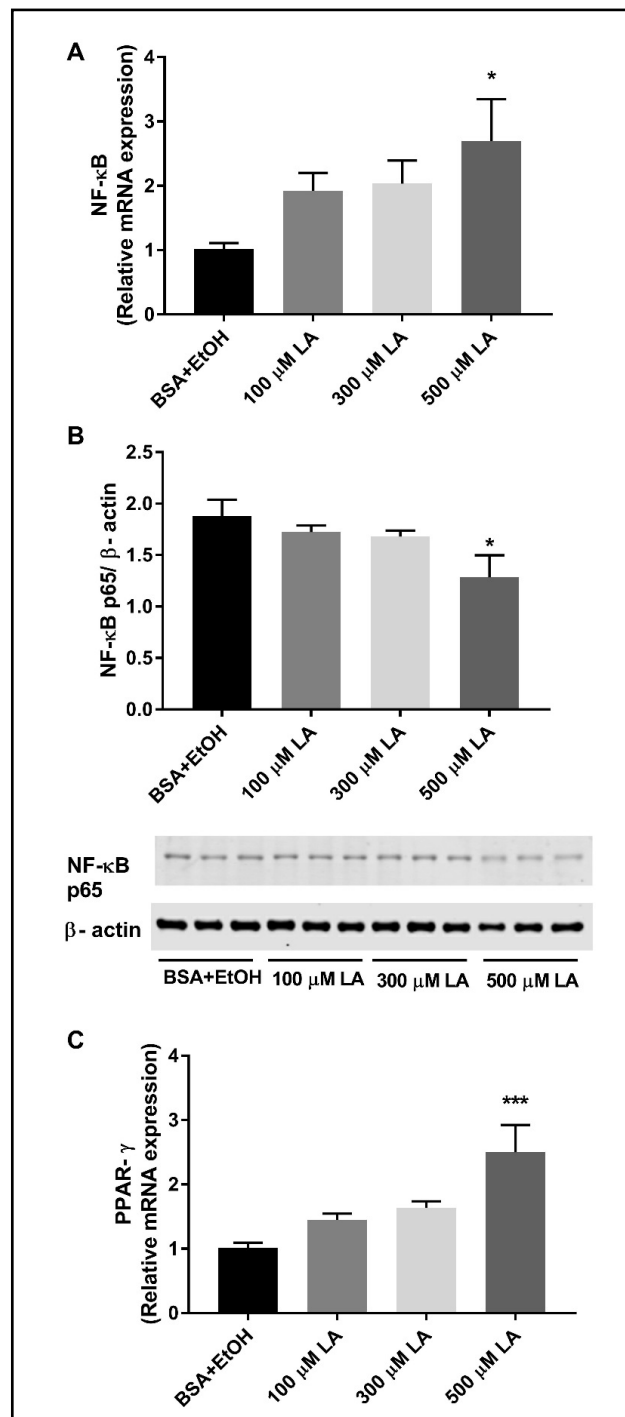 A
NF-κB
(Relative mRNA expression)
4
3
2
1
0
*
BSA+EtOH
100 μM LA
300 μM LA
500 μM LA
B
NF-κB p65/ β- actin
2.5
2.0
1.5
1.0
0.5
0.0
*
BSA+EtOH
100 μM LA
300 μM LA
500 μM LA
NF-κB
p65
β- actin
BSA+EtOH 100 μM LA 300 μM LA 500 μM LA
C
PPAR- γ
(Relative mRNA expression)
4
3
2
1
0
***
BSA+EtOH
100 μM LA
300 μM LA
500 μM LA